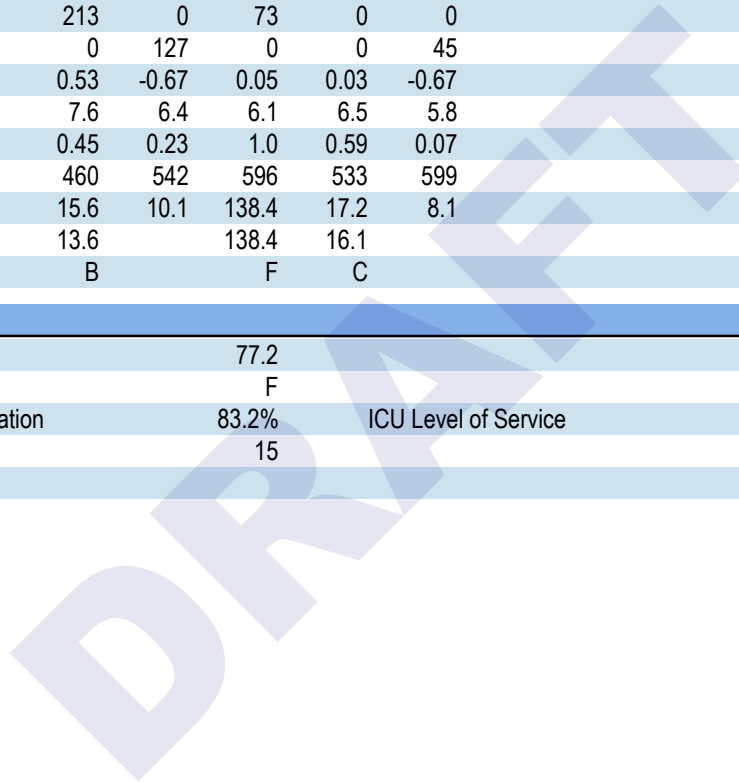 213 0 73 0 0
0 127 0 0 45
0.53 -0.67 0.05 0.03 -0.67
7.6 6.4 6.1 6.5 5.8
0.45 0.23 1.0 0.59 0.07
460 542 596 533 599
15.6 10.1 138.4 17.2 8.1
13.6 138.4 16.1
B F C
77.2
F
83.2% ICU Level of Service
15
DRAFT